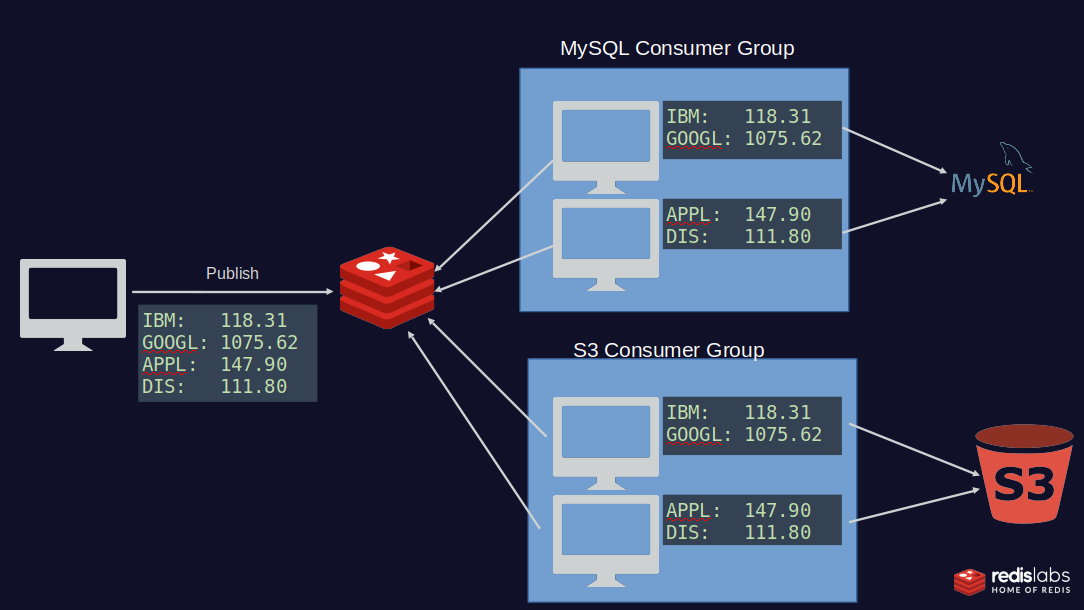 MySQL Consumer Group
IBM: 118.31
GOOGL: 1075.62
APPL: 147.90
DIS: 111.80
MySQL
Publish
IBM: 118.31
GOOGL: 1075.62
APPL: 147.90
DIS: 111.80
S3 Consumer Group
IBM: 118.31
GOOGL: 1075.62
APPL: 147.90
DIS: 111.80
S3
redislabs
HOME OF REDIS